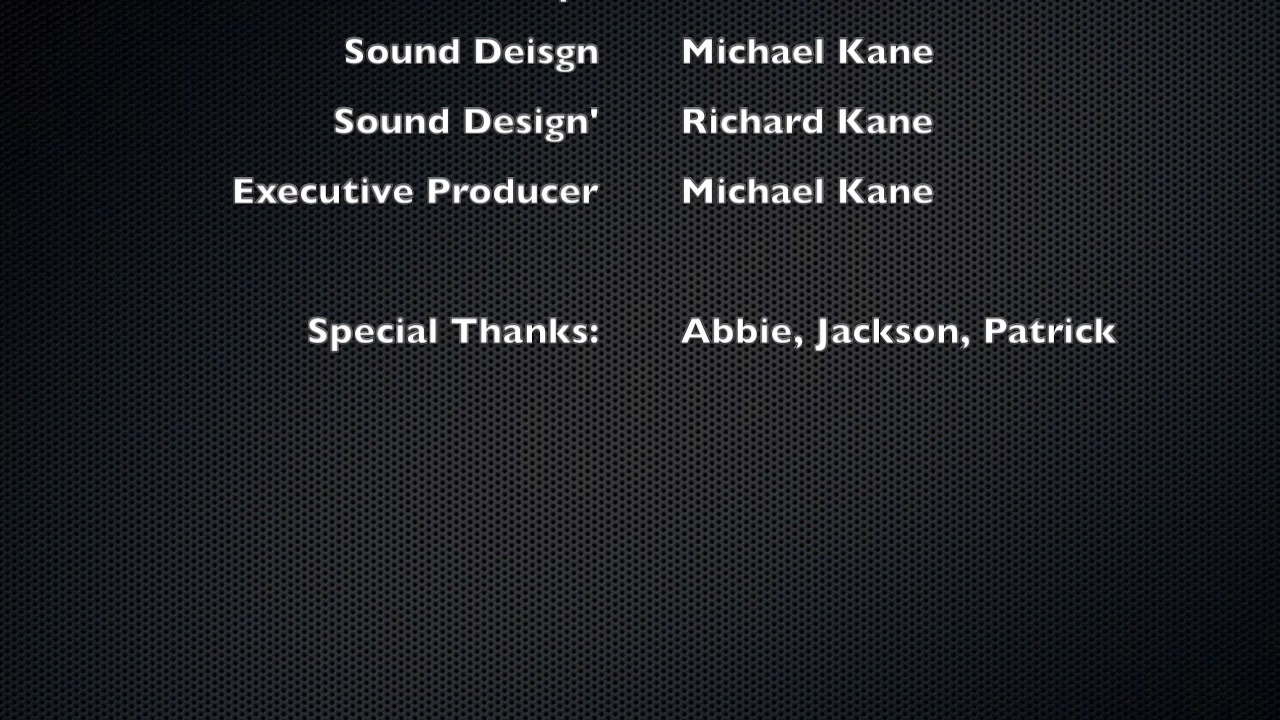 Sound Deisgn Michael Kane
Sound Design' Richard Kane
Executive Producer Michael Kane
Special Thanks: Abbie, Jackson, Patrick